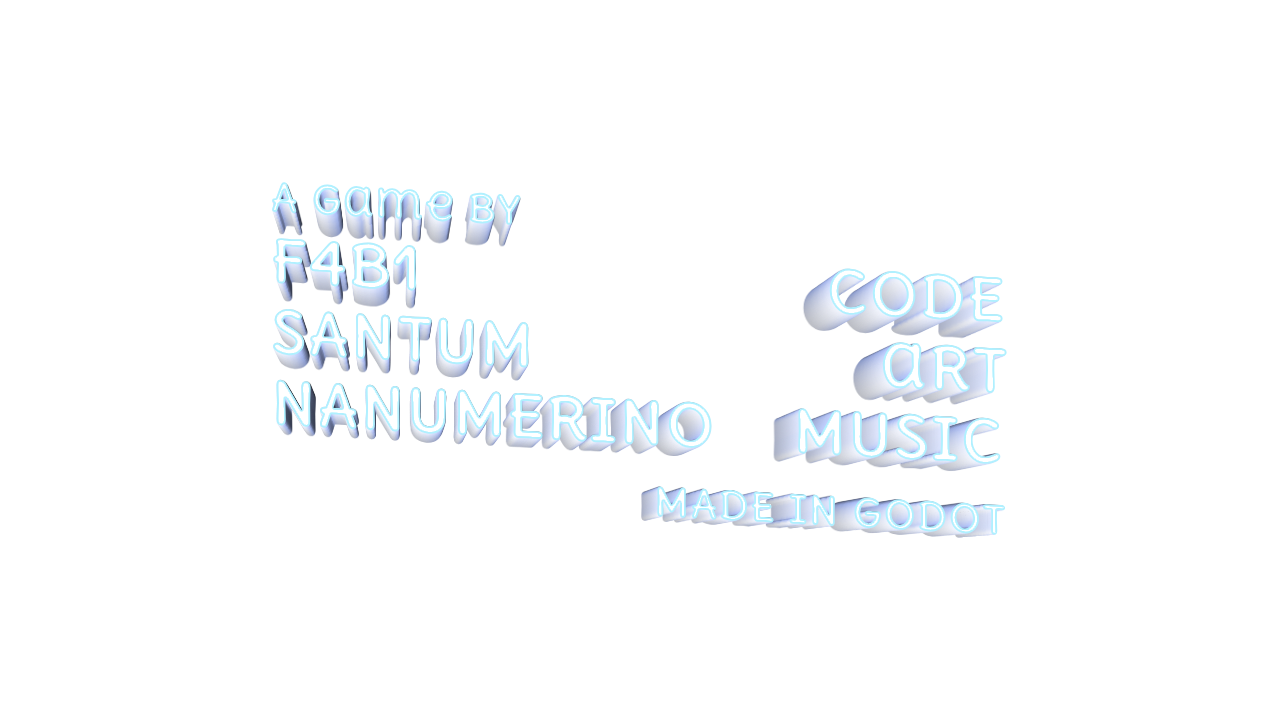 A Game BY
F4B1 CODE
SANTUM ART
NANUMERINO MUSIC
MADE IN GODOT